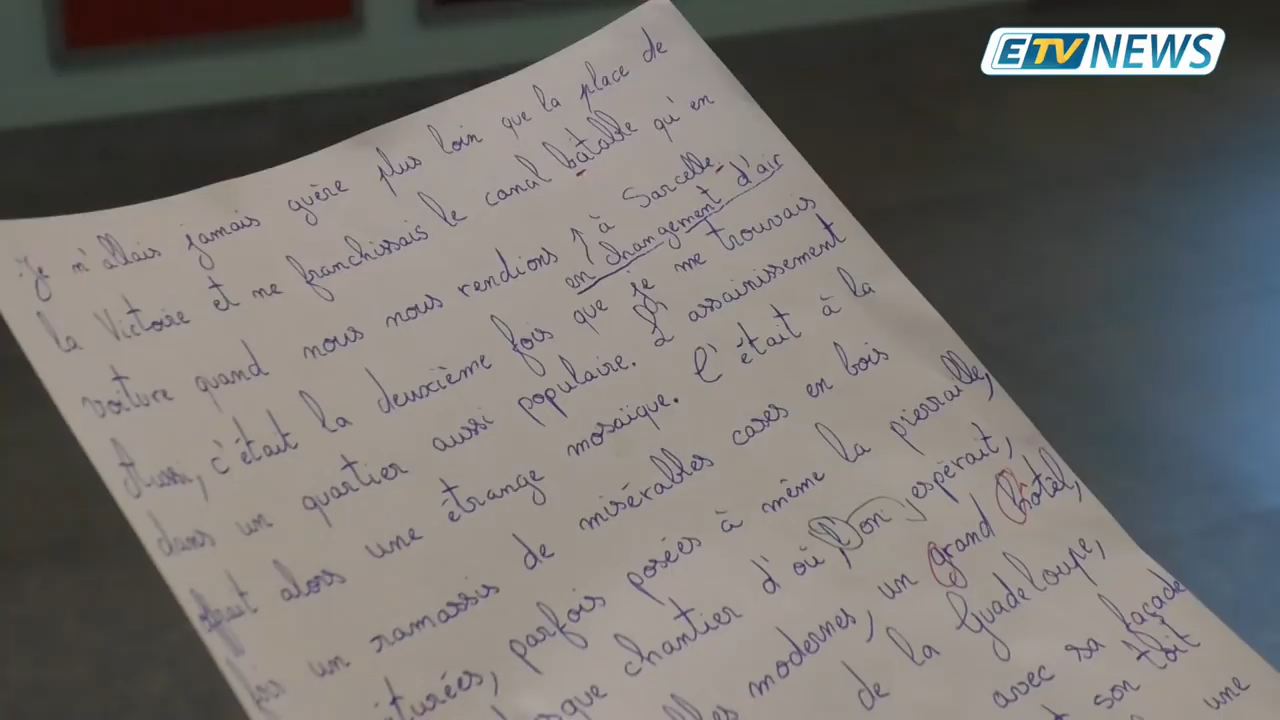 ETV NEWS
Je n'allais jamais guère plus loin que la place de
la Victoire et ne franchissais le canal bâtable qu'en
voiture quand nous nous rendions ↑ à Sarcelle.
en changement d'air
Aussi, c'était la deuxième fois que je me trouvais
dans un quartier aussi populaire. L'assainissement
était alors une étrange mosaïque. C'était à la
fois un ramassis de misérables cases en bois
parfois posées à même la pierraille,
chantier d'où, l'on, espérait,
modernes, un grand hôtel,
de la Guadeloupe,
avec sa façade
son toit
une